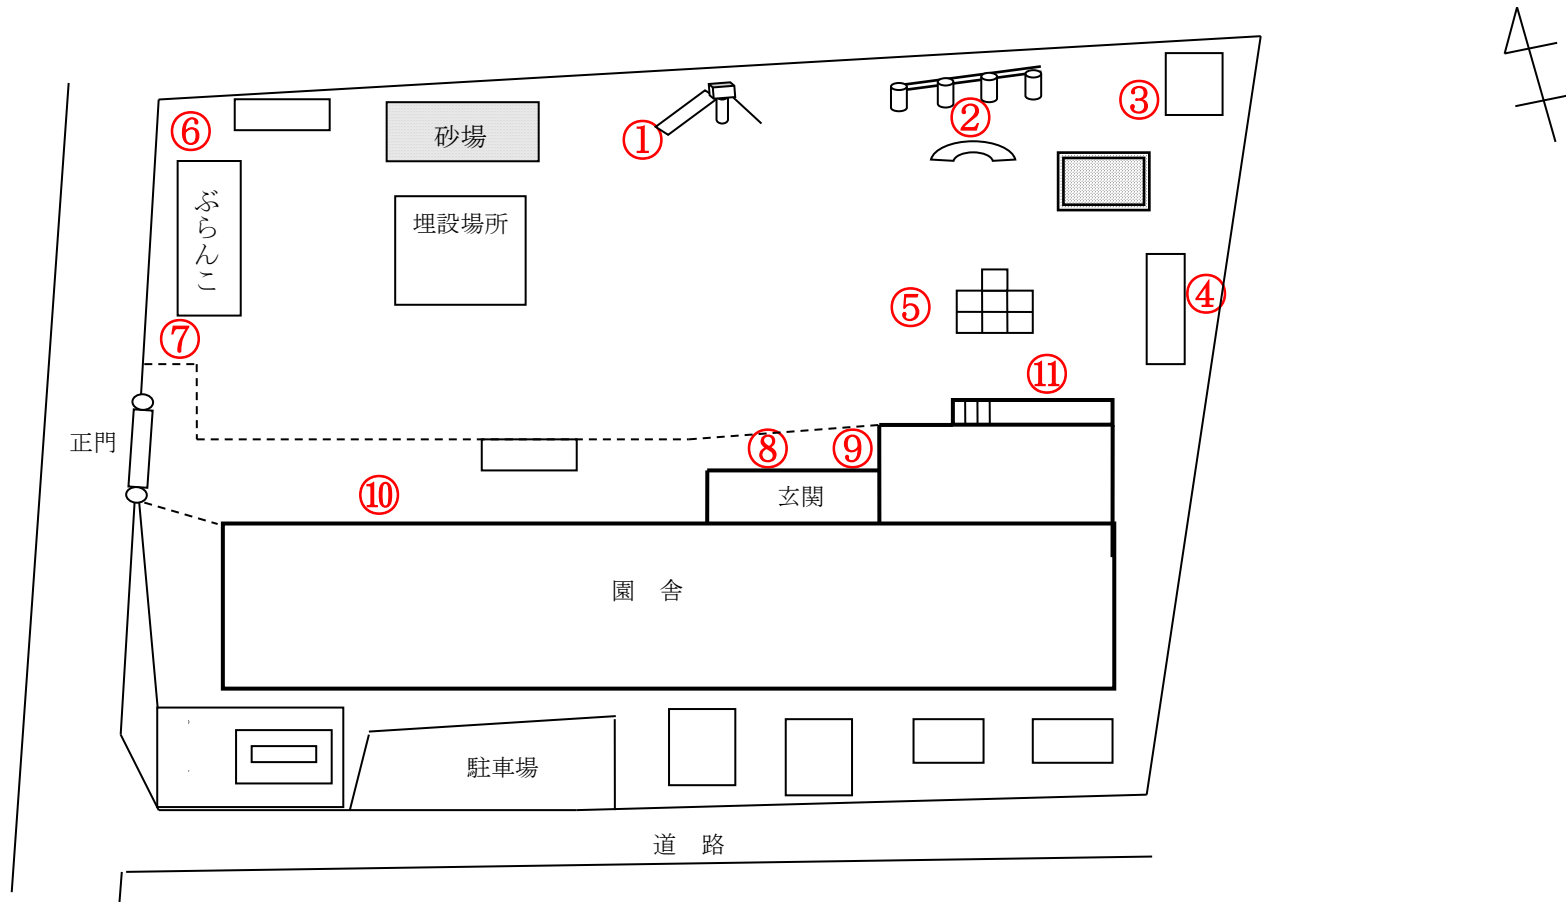 ①
②
③
⑥
砂場
ぶらんこ
埋設場所
④
⑤
⑦
⑪
正門
⑧
⑨
⑩
玄関
園　舎
駐車場
道　路